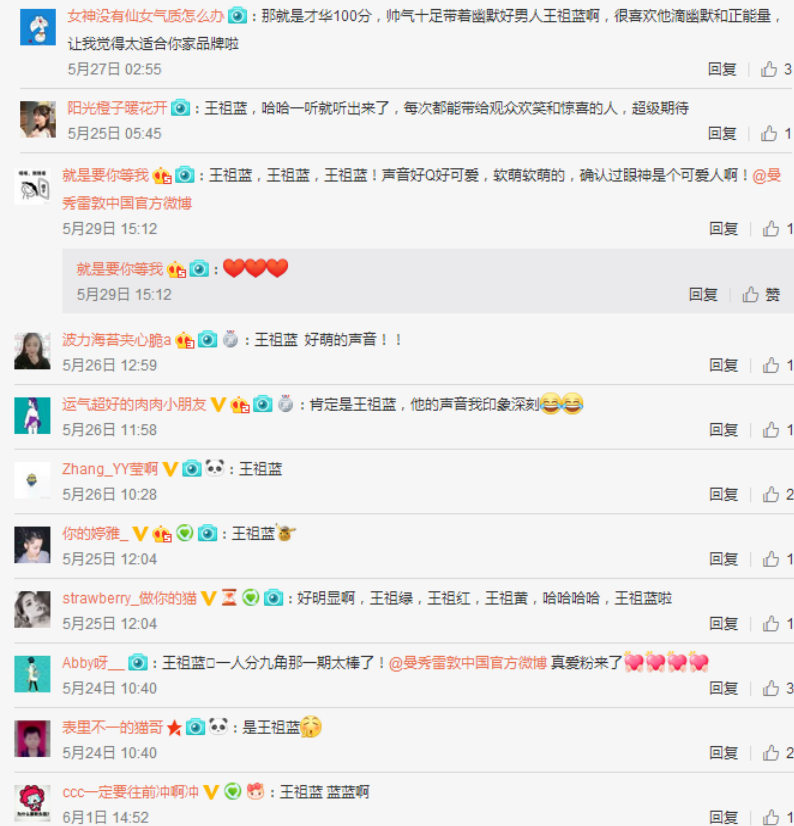 女神没有仙女气质怎么办：那就是才华100分，帅气十足带着幽默好男人王祖蓝啊，很喜欢他滴幽默和正能量，
让我觉得太适合你家品牌啦
5月27日 02:55 回复 3
阳光橙子暖花开：王祖蓝，哈哈一听就听出来了，每次都能带给观众欢笑和惊喜的人，超级期待
5月25日 05:45 回复 1
就是要你等我：王祖蓝，王祖蓝，王祖蓝！声音好Q好可爱，软萌软萌的，确认过眼神是个可爱人啊！@曼
秀雷敦中国官方微博
5月29日 15:12 回复 1
就是要你等我：❤❤❤
5月29日 15:12 回复 赞
波力海苔夹心脆a：王祖蓝 好萌的声音！！
5月26日 12:59 回复 1
运气超好的肉肉小朋友：肯定是王祖蓝，他的声音我印象深刻😂😂
5月26日 11:58 回复 1
Zhang_YY莹啊：王祖蓝
5月26日 10:28 回复 2
你的婷雅_：王祖蓝
5月25日 12:04 回复 1
strawberry_做你的猫：好明显啊，王祖绿，王祖红，王祖黄，哈哈哈哈，王祖蓝啦
5月25日 12:04 回复 1
Abby呀__：王祖蓝□一人分九角那一期太棒了！@曼秀雷敦中国官方微博 真爱粉来了💘💘💘💘
5月24日 10:40 回复 3
表里不一的猫哥：是王祖蓝
5月24日 10:40 回复 2
ccc一定要往前冲啊冲：王祖蓝 蓝蓝啊
6月1日 14:52 回复 1